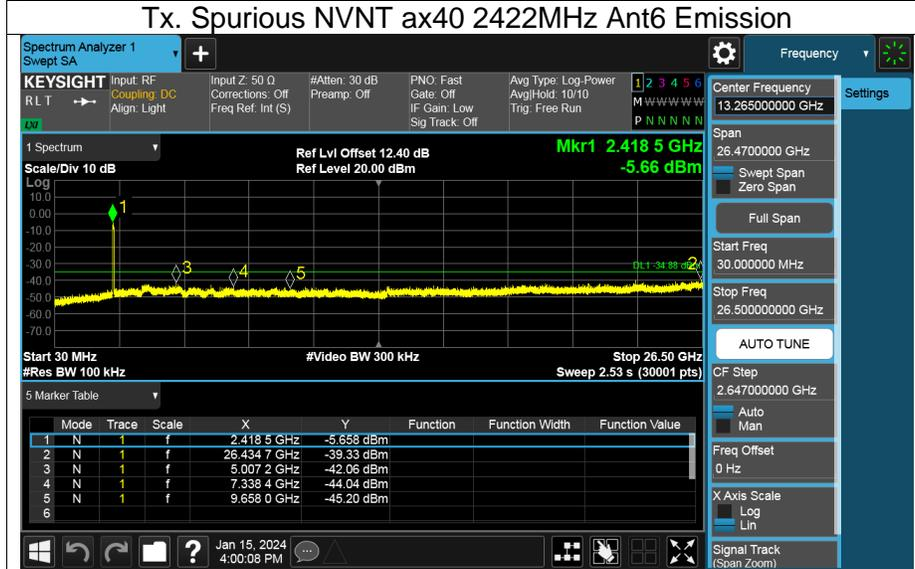 Tx. Spurious NVNT ax40 2422MHz Ant6 Emission
Spectrum Analyzer 1
Swept SA
+
Frequency
KEYSIGHT
RLT
LXI
Input: RF
Coupling: DC
Align: Light
Input Z: 50 Ω
Corrections: Off
Freq Ref: Int (S)
#Atten: 30 dB
Preamp: Off
PNO: Fast
Gate: Off
IF Gain: Low
Sig Track: Off
Avg Type: Log-Power
Avg|Hold: 10/10
Trig: Free Run
1 2 3 4 5 6
M W W W W W
P N N N N N
1 Spectrum
Scale/Div 10 dB
Ref Lvl Offset 12.40 dB
Ref Level 20.00 dBm
Mkr1 2.418 5 GHz
-5.66 dBm
Log
10.0
0.00
-10.0
-20.0
-30.0
-40.0
-50.0
-60.0
-70.0
1
3
4
5
2
DL1 -34.88 dBm
Start 30 MHz
#Res BW 100 kHz
#Video BW 300 kHz
Stop 26.50 GHz
Sweep 2.53 s (30001 pts)
5 Marker Table
Mode Trace Scale X Y Function Function Width Function Value
1 N 1 f 2.418 5 GHz -5.658 dBm
2 N 1 f 26.434 7 GHz -39.33 dBm
3 N 1 f 5.007 2 GHz -42.06 dBm
4 N 1 f 7.338 4 GHz -44.04 dBm
5 N 1 f 9.658 0 GHz -45.20 dBm
6
?
Jan 15, 2024
4:00:08 PM
Center Frequency
13.265000000 GHz
Span
26.4700000 GHz
Swept Span
Zero Span
Full Span
Start Freq
30.000000 MHz
Stop Freq
26.500000000 GHz
AUTO TUNE
CF Step
2.647000000 GHz
Auto
Man
Freq Offset
0 Hz
X Axis Scale
Log
Lin
Signal Track
(Span Zoom)
Settings